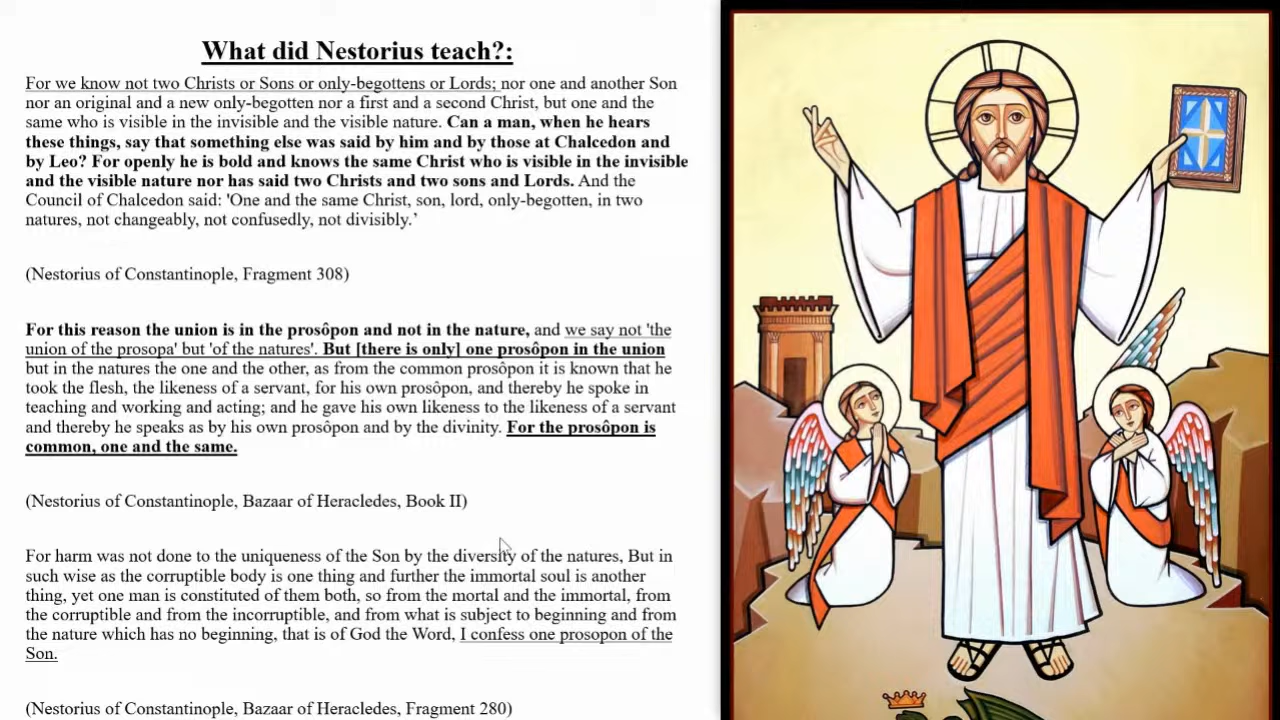 What did Nestorius teach?:
For we know not two Christs or Sons or only-begottens or Lords; nor one and another Son
nor an original and a new only-begotten nor a first and a second Christ, but one and the
same who is visible in the invisible and the visible nature. Can a man, when he hears
these things, say that something else was said by him and by those at Chalcedon and
by Leo? For openly he is bold and knows the same Christ who is visible in the invisible
and the visible nature nor has said two Christs and two sons and Lords. And the
Council of Chalcedon said: 'One and the same Christ, son, lord, only-begotten, in two
natures, not changeably, not confusedly, not divisibly.’
(Nestorius of Constantinople, Fragment 308)
For this reason the union is in the prosôpon and not in the nature, and we say not 'the
union of the prosopa' but 'of the natures'. But [there is only] one prosôpon in the union
but in the natures the one and the other, as from the common prosôpon it is known that he
took the flesh, the likeness of a servant, for his own prosôpon, and thereby he spoke in
teaching and working and acting; and he gave his own likeness to the likeness of a servant
and thereby he speaks as by his own prosôpon and by the divinity. For the prosôpon is
common, one and the same.
(Nestorius of Constantinople, Bazaar of Heracledes, Book II)
For harm was not done to the uniqueness of the Son by the diversity of the natures, But in
such wise as the corruptible body is one thing and further the immortal soul is another
thing, yet one man is constituted of them both, so from the mortal and the immortal, from
the corruptible and from the incorruptible, and from what is subject to beginning and from
the nature which has no beginning, that is of God the Word, I confess one prosopon of the
Son.
(Nestorius of Constantinople, Bazaar of Heracledes, Fragment 280)